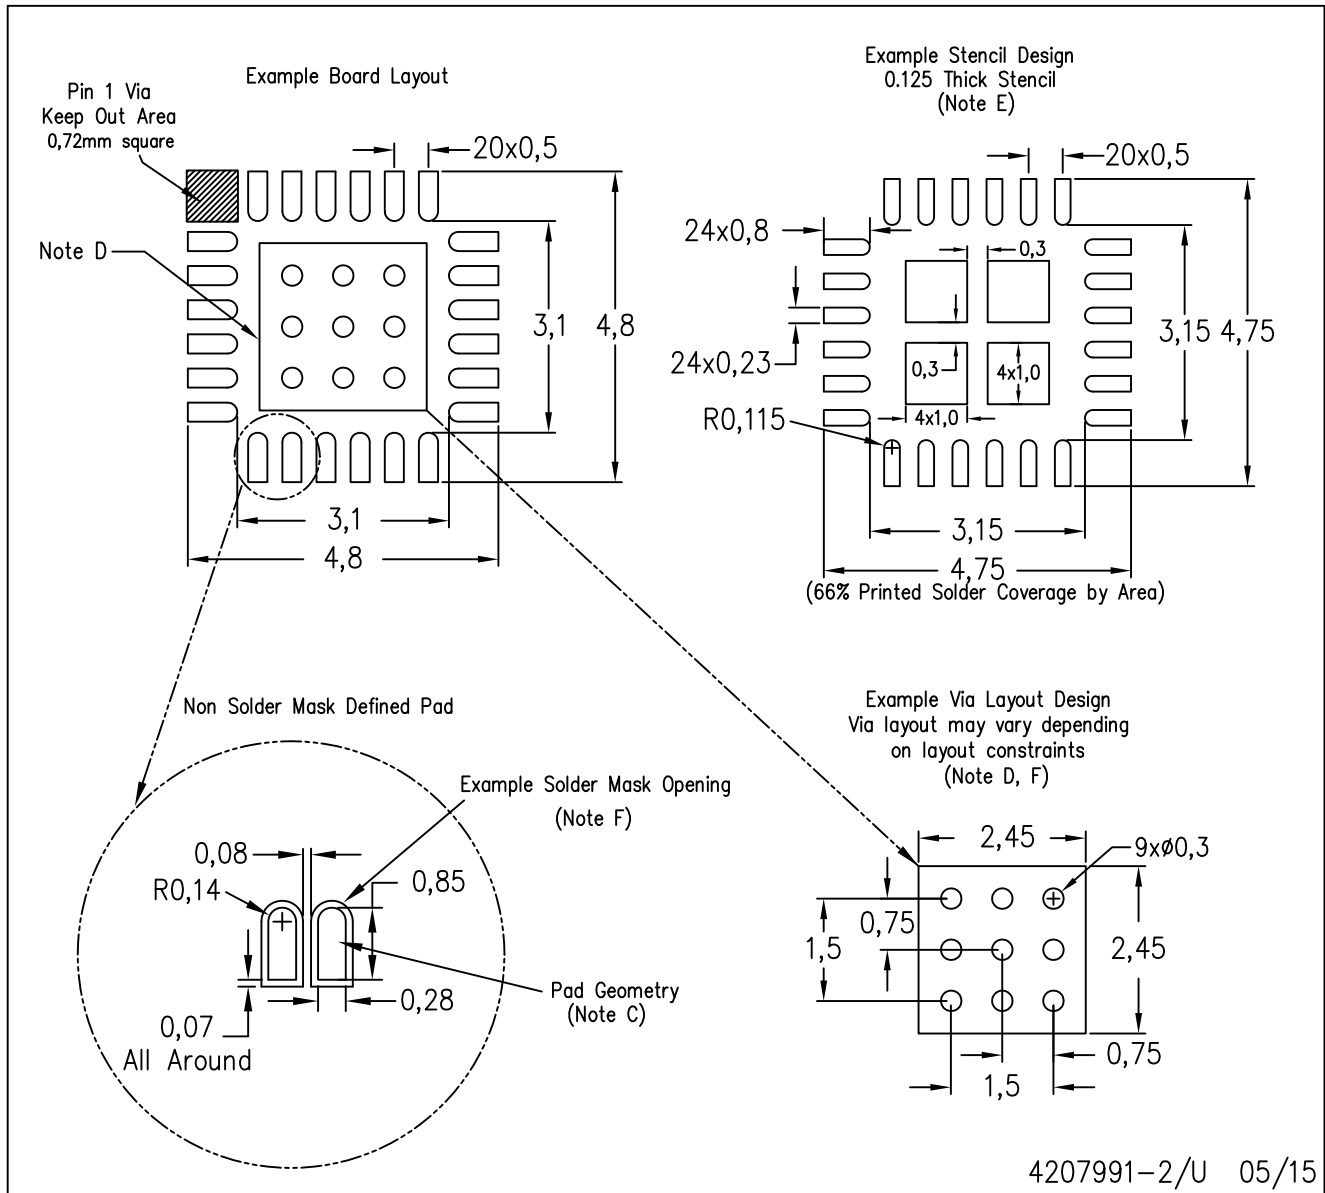 Example Board Layout
Pin 1 Via
Keep Out Area
0,72mm square
20x0,5
Note D
3,1
4,8
3,1
4,8
Example Stencil Design
0.125 Thick Stencil
(Note E)
20x0,5
24x0,8
0,3
3,15
4,75
24x0,23
0,3
4x1,0
4x1,0
R0,115
3,15
4,75
(66% Printed Solder Coverage by Area)
Non Solder Mask Defined Pad
Example Solder Mask Opening
(Note F)
0,08
R0,14
0,85
0,28
Pad Geometry
(Note C)
0,07
All Around
Example Via Layout Design
Via layout may vary depending
on layout constraints
(Note D, F)
2,45
9xø0,3
0,75
1,5
2,45
0,75
1,5
4207991-2/U 05/15